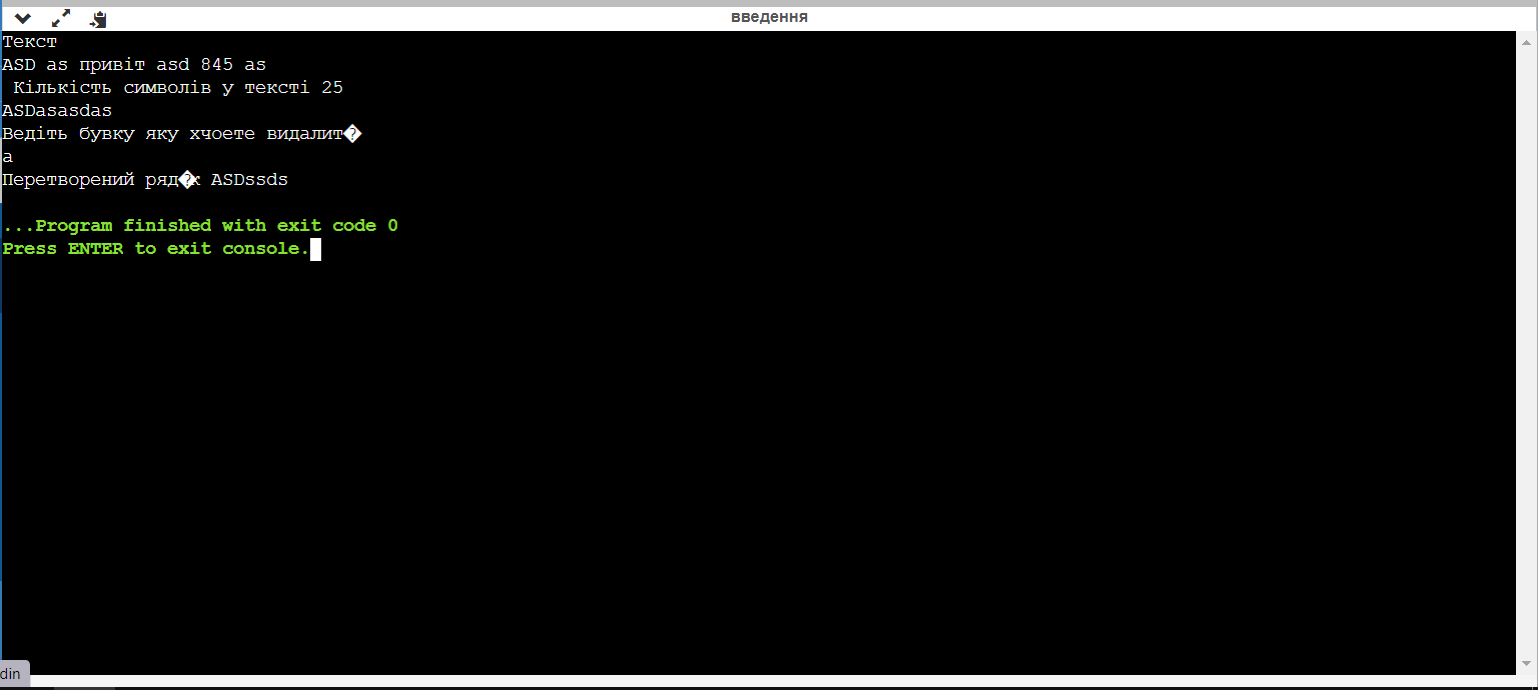 введення
Текст
ASD as привіт asd 845 as
Кількість символів у тексті 25
ASDasasdas
Ведіть бувку яку хчоете видалит�
а
Перетворений ряд�к ASDssds
...Program finished with exit code 0
Press ENTER to exit console.
din